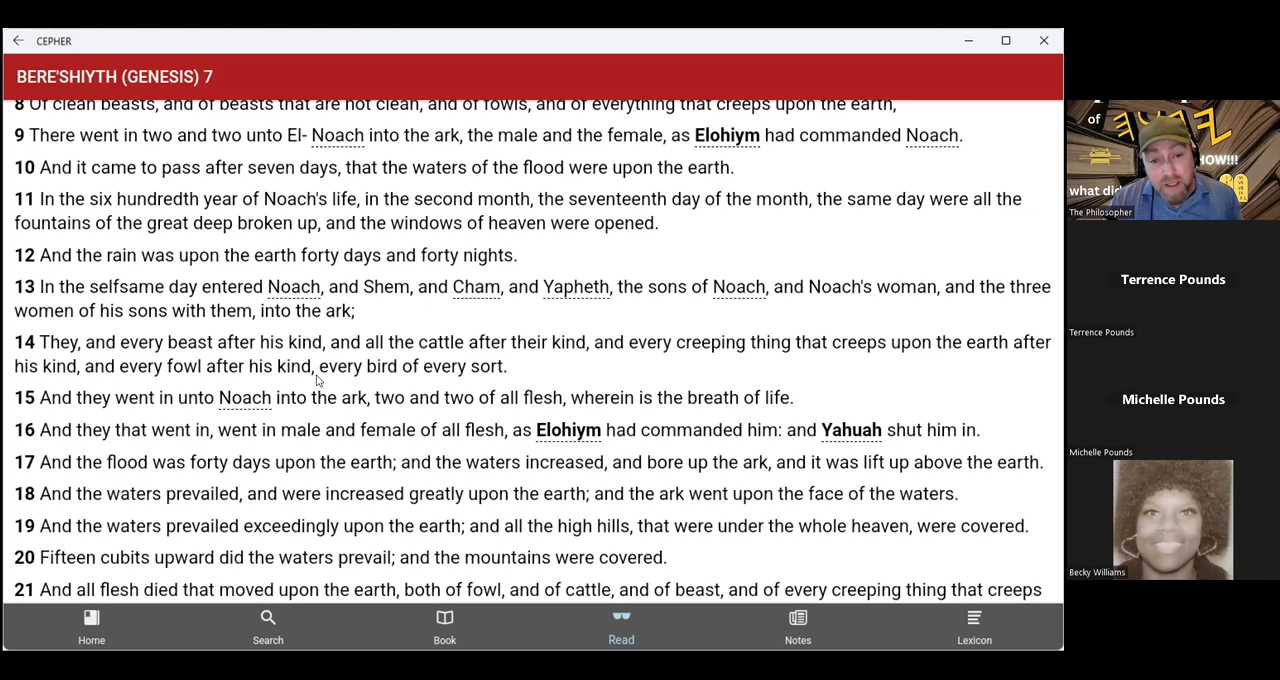 CEPHER
BERE'SHIYTH (GENESIS) 7
8 Of clean beasts, and of beasts that are not clean, and of fowls, and of everything that creeps upon the earth,
9 There went in two and two unto El- Noach into the ark, the male and the female, as Elohiym had commanded Noach.
10 And it came to pass after seven days, that the waters of the flood were upon the earth.
11 In the six hundredth year of Noach's life, in the second month, the seventeenth day of the month, the same day were all the
fountains of the great deep broken up, and the windows of heaven were opened.
12 And the rain was upon the earth forty days and forty nights.
13 In the selfsame day entered Noach, and Shem, and Cham, and Yapheth, the sons of Noach, and Noach's woman, and the three
women of his sons with them, into the ark;
14 They, and every beast after his kind, and all the cattle after their kind, and every creeping thing that creeps upon the earth after
his kind, and every fowl after his kind, every bird of every sort.
15 And they went in unto Noach into the ark, two and two of all flesh, wherein is the breath of life.
16 And they that went in, went in male and female of all flesh, as Elohiym had commanded him: and Yahuah shut him in.
17 And the flood was forty days upon the earth; and the waters increased, and bore up the ark, and it was lift up above the earth.
18 And the waters prevailed, and were increased greatly upon the earth; and the ark went upon the face of the waters.
19 And the waters prevailed exceedingly upon the earth; and all the high hills, that were under the whole heaven, were covered.
20 Fifteen cubits upward did the waters prevail; and the mountains were covered.
21 And all flesh died that moved upon the earth, both of fowl, and of cattle, and of beast, and of every creeping thing that creeps
Home
Search
Book
Read
Notes
Lexicon
of
HOW!!!
what did
The Philosopher
Terrence Pounds
Terrence Pounds
Michelle Pounds
Michelle Pounds
Becky Williams